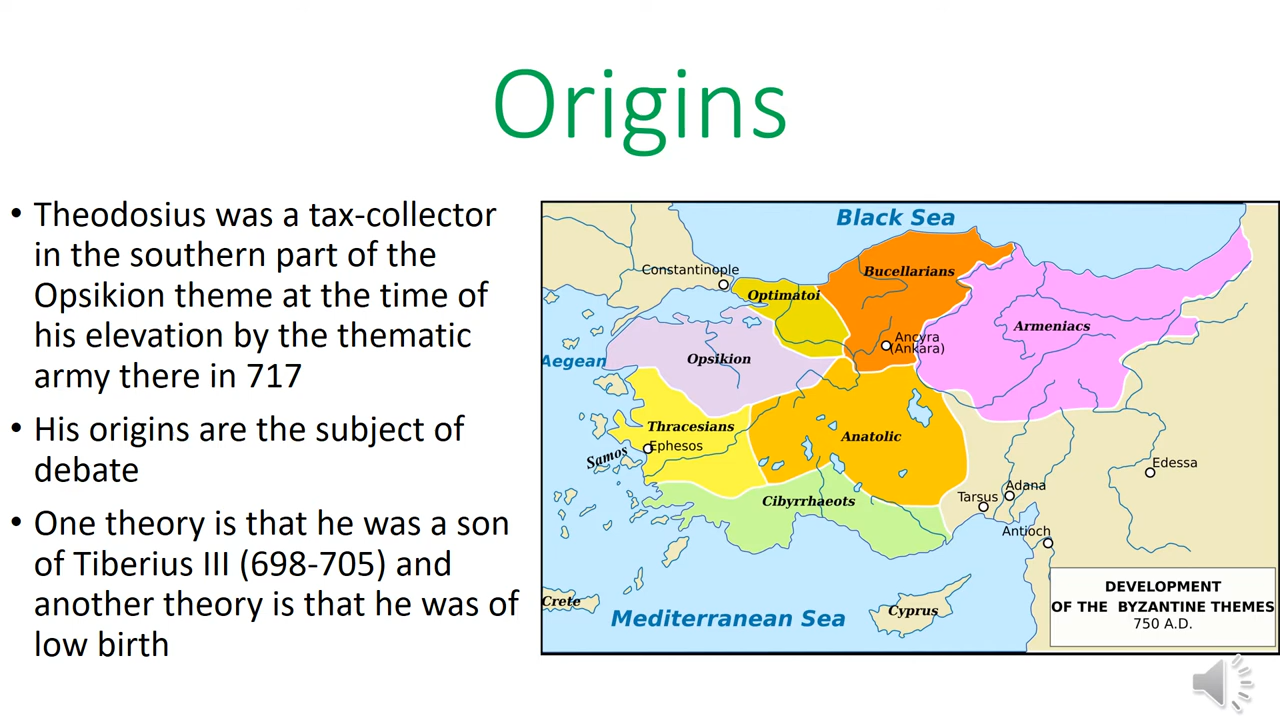 Origins
• Theodosius was a tax-collector
in the southern part of the
Opsikion theme at the time of
his elevation by the thematic
army there in 717
• His origins are the subject of
debate
• One theory is that he was a son
of Tiberius III (698-705) and
another theory is that he was of
low birth
Black Sea
Constantinople
Bucellarians
Optimatoi
Armeniacs
Ancyra
(Ankara)
Aegean
Opsikion
Thracesians
Anatolic
Ephesos
Samos
Edessa
Adana
Tarsus
Cibyrrhaeots
Antioch
Crete
Mediterranean Sea
Cyprus
DEVELOPMENT
OF THE BYZANTINE THEMES
750 A.D.